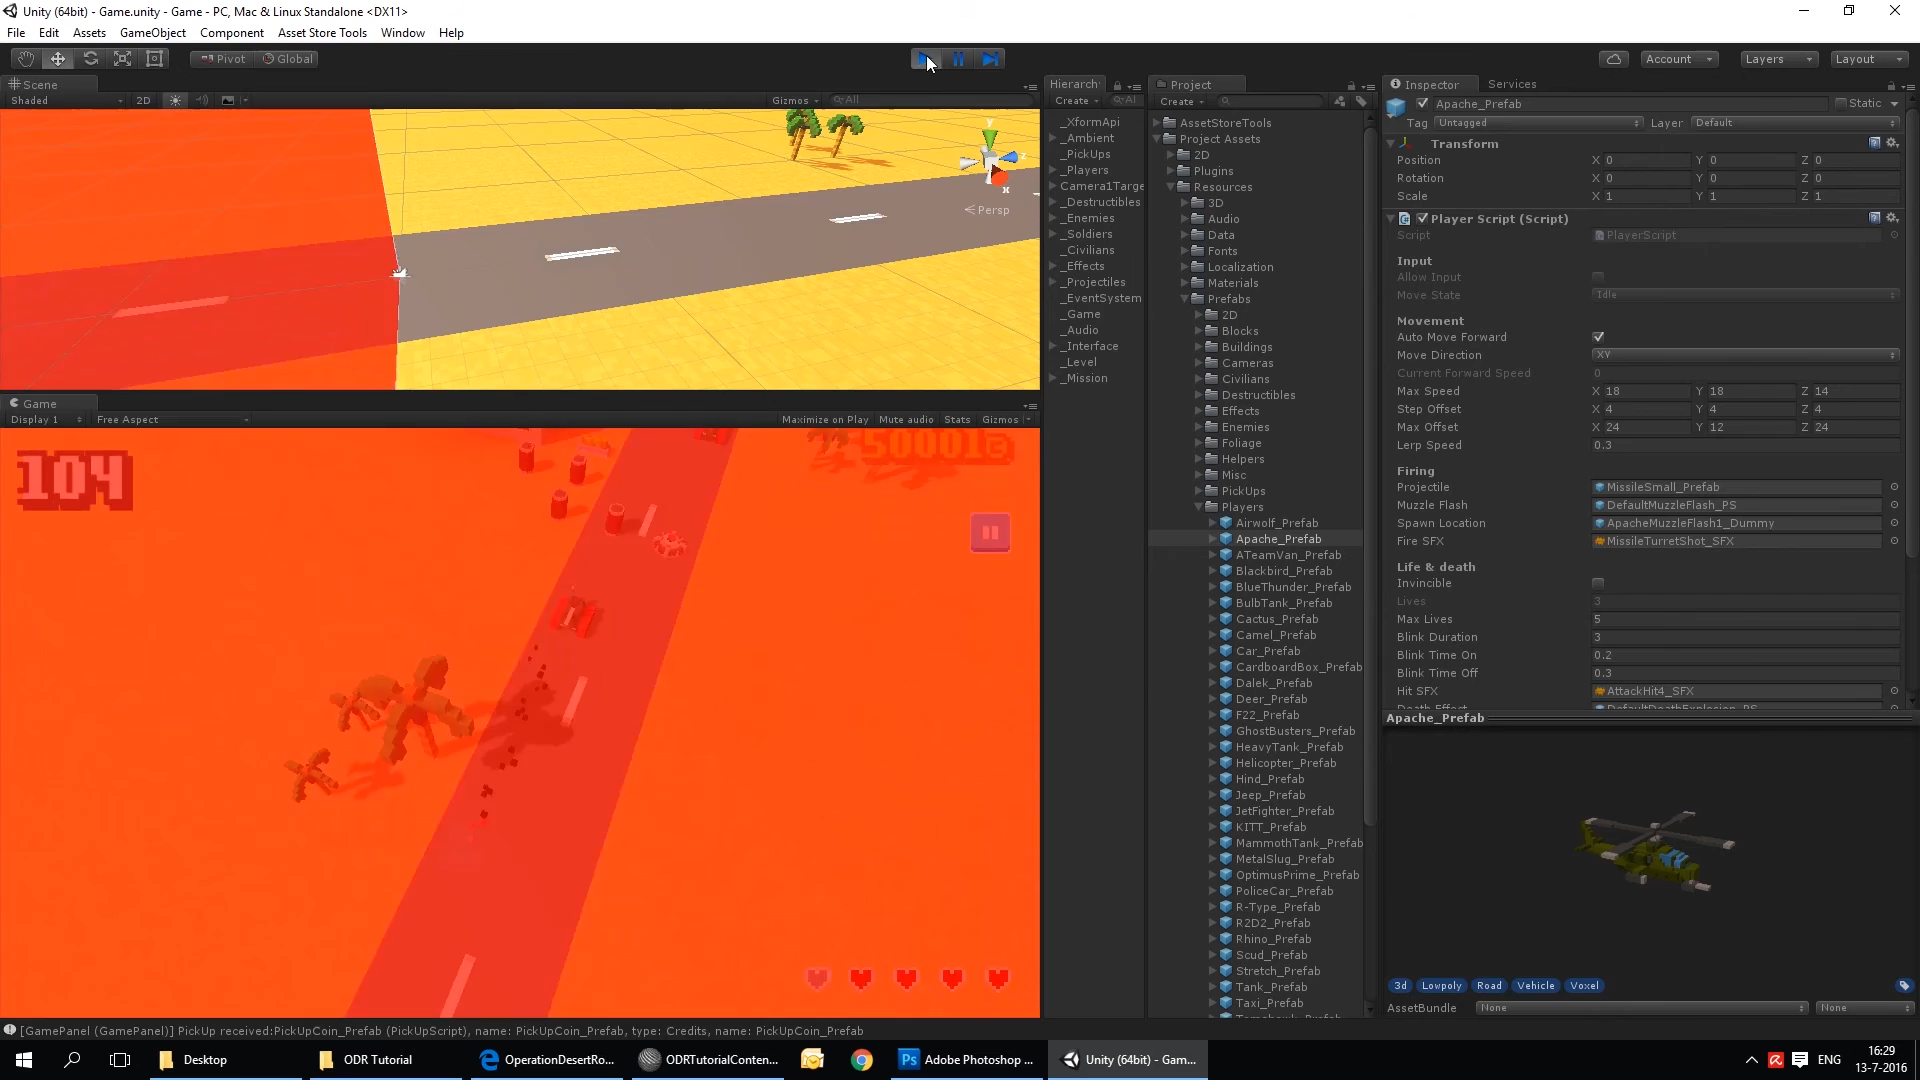 Unity (64bit) - Game.unity - Game - PC, Mac & Linux Standalone <DX11>
File Edit Assets GameObject Component Asset Store Tools Window Help
Pivot Global Account Layers Layout
Scene
Shaded 2D Gizmos All
y
z
x
Persp
Game
Display 1 Free Aspect Maximize on Play Mute audio Stats Gizmos
104
50001
Hierarch
Create All
_XformApi
_Ambient
_PickUps
_Players
Camera1Targe
_Destructibles
_Enemies
_Soldiers
_Civilians
_Effects
_Projectiles
_EventSystem
_Game
_Audio
_Interface
_Level
_Mission
Project
Create
AssetStoreTools
Project Assets
2D
Plugins
Resources
3D
Audio
Data
Fonts
Localization
Materials
Prefabs
2D
Blocks
Buildings
Cameras
Civilians
Destructibles
Effects
Enemies
Foliage
Helpers
Misc
PickUps
Players
Airwolf_Prefab
Apache_Prefab
ATeamVan_Prefab
Blackbird_Prefab
BlueThunder_Prefab
BulbTank_Prefab
Cactus_Prefab
Camel_Prefab
Car_Prefab
CardboardBox_Prefab
Dalek_Prefab
Deer_Prefab
F22_Prefab
GhostBusters_Prefab
HeavyTank_Prefab
Helicopter_Prefab
Hind_Prefab
Jeep_Prefab
JetFighter_Prefab
KITT_Prefab
MammothTank_Prefab
MetalSlug_Prefab
OptimusPrime_Prefab
PoliceCar_Prefab
R-Type_Prefab
R2D2_Prefab
Rhino_Prefab
Scud_Prefab
Stretch_Prefab
Tank_Prefab
Taxi_Prefab
Inspector Services
Apache_Prefab Static
Tag Untagged Layer Default
Transform
Position X 0 Y 0 Z 0
Rotation X 0 Y 0 Z 0
Scale X 1 Y 1 Z 1
Player Script (Script)
Script PlayerScript
Input
Allow Input
Move State Idle
Movement
Auto Move Forward
Move Direction XY
Current Forward Speed 0
Max Speed X 18 Y 18 Z 14
Step Offset X 4 Y 4 Z 4
Max Offset X 24 Y 12 Z 24
Lerp Speed 0.3
Firing
Projectile MissileSmall_Prefab
Muzzle Flash DefaultMuzzleFlash_PS
Spawn Location ApacheMuzzleFlash1_Dummy
Fire SFX MissileTurretShot_SFX
Life & death
Invincible
Lives 3
Max Lives 5
Blink Duration 3
Blink Time On 0.2
Blink Time Off 0.3
Hit SFX AttackHit4_SFX
Death Effect DefaultDeathExplosion_PS
Apache_Prefab
3d Lowpoly Road Vehicle Voxel
AssetBundle None None
[GamePanel (GamePanel)] PickUp received:PickUpCoin_Prefab (PickUpScript), name: PickUpCoin_Prefab, type: Credits, name: PickUpCoin_Prefab
Desktop ODR Tutorial OperationDesertRo... ODRTutorialConten... Adobe Photoshop ... Unity (64bit) - Gam... ENG 16:29
13-7-2016